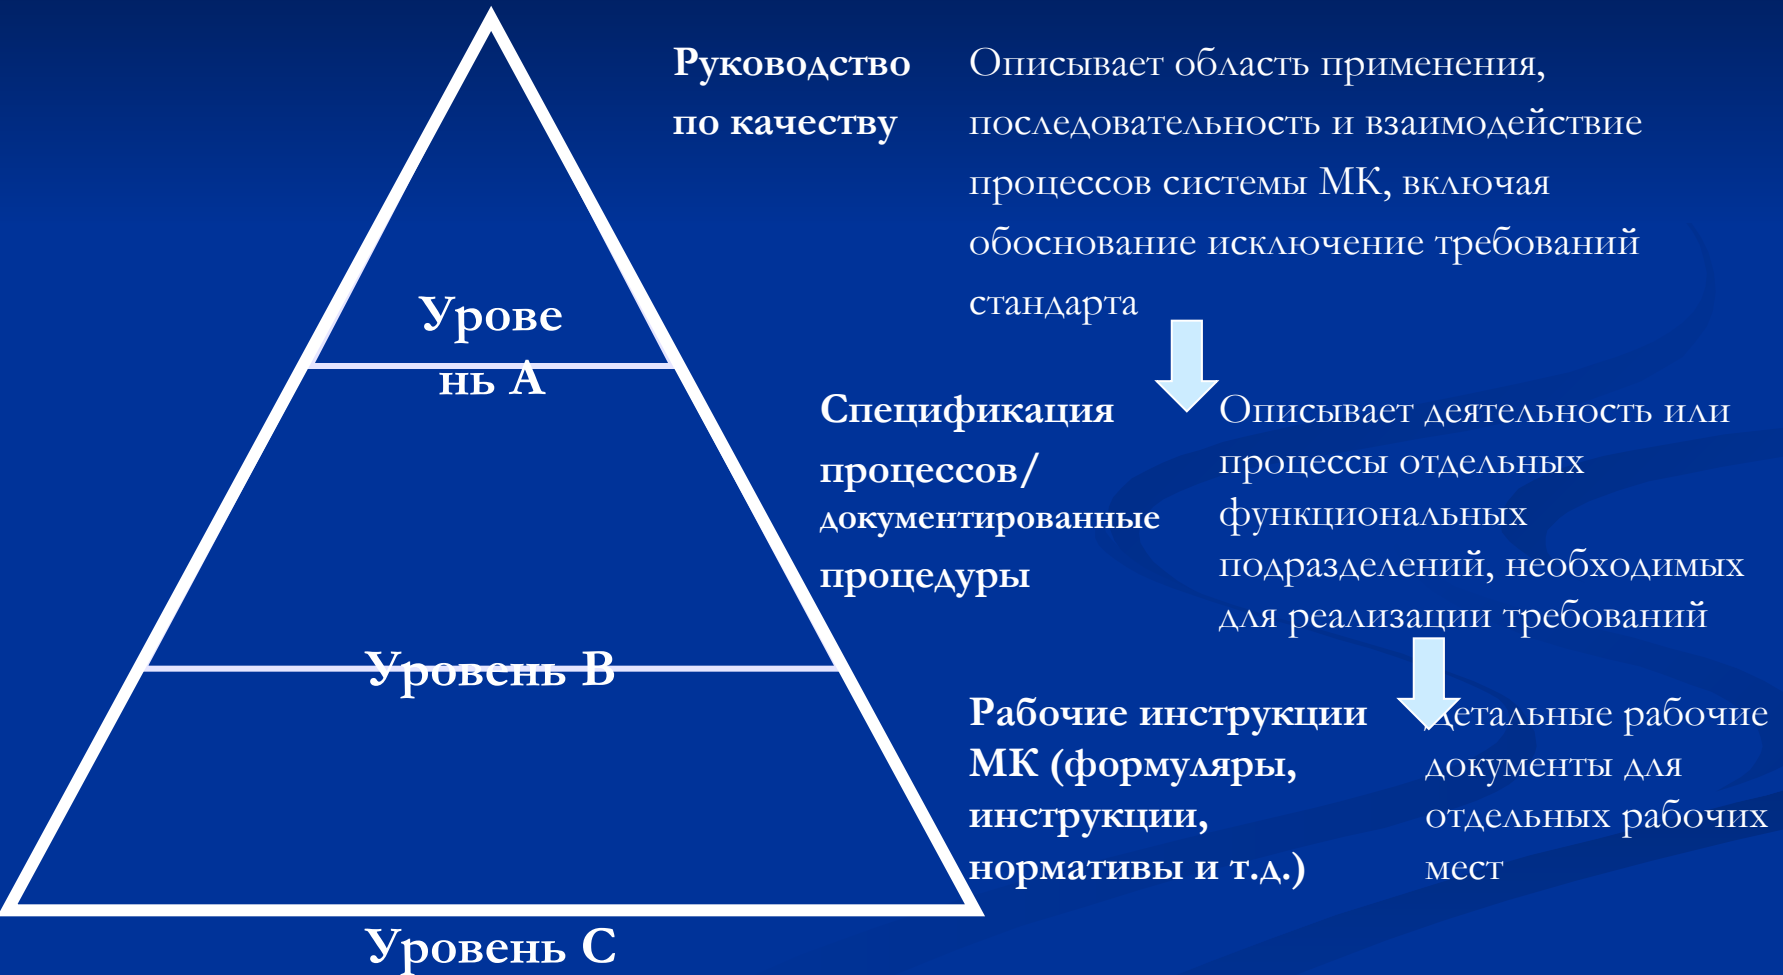 Руководство
по качеству
Описывает область применения,
последовательность и взаимодействие
процессов системы МК, включая
обоснование исключение требований
стандарта
Урове
нь А
Спецификация
процессов/
документированные
процедуры
Описывает деятельность или
процессы отдельных
функциональных
подразделений, необходимых
для реализации требований
Уровень В
Рабочие инструкции
МК (формуляры,
инструкции,
нормативы и т.д.)
Детальные рабочие
документы для
отдельных рабочих
мест
Уровень С